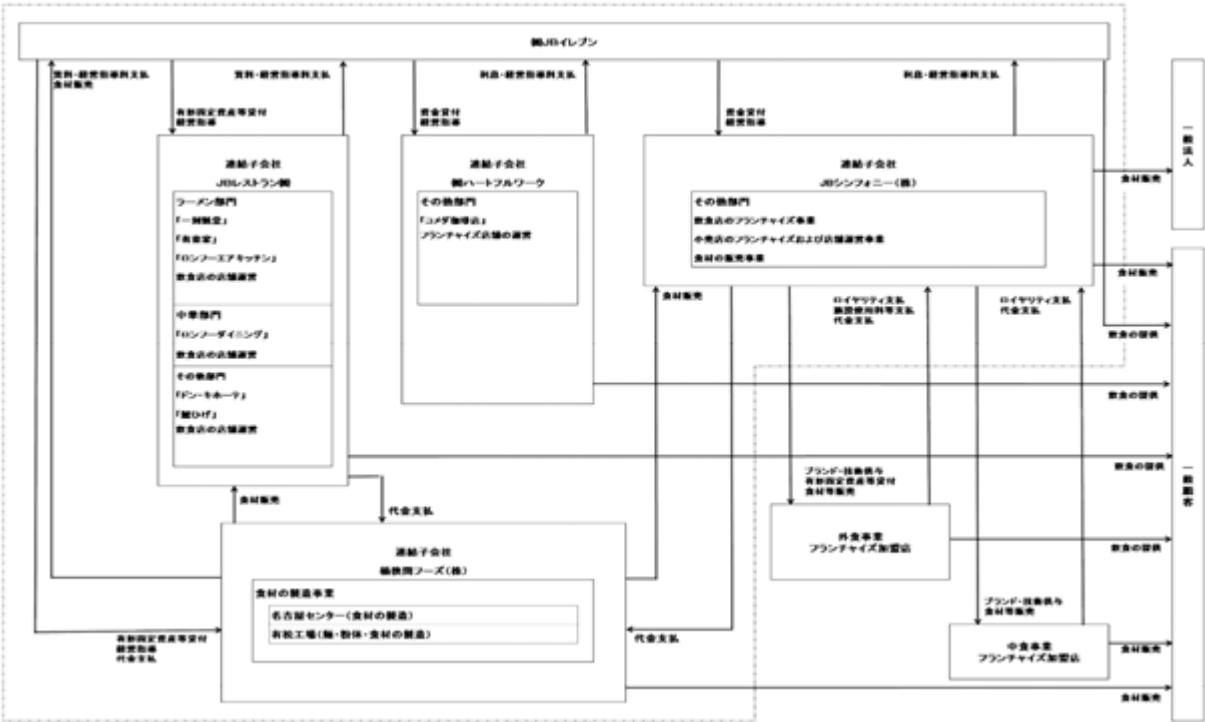 ㈱JBイレブン
賃料・経営指導料支払
食材販売
有形固定資産等貸付
経営指導
賃料・経営指導料支払
資金貸付
経営指導
利息・経営指導料支払
資金貸付
経営指導
利息・経営指導料支払
連結子会社
JBレストラン㈱
ラーメン部門
「一刻魁堂」
「有楽家」
「ロンフーエアキッチン」
飲食店の店舗運営
中華部門
「ロンフーダイニング」
飲食店の店舗運営
その他部門
「ドン・キホーテ」
飲食店の店舗運営
連結子会社
㈱ハートフルワーク
その他部門
「コメダ珈琲店」
フランチャイズ店舗の運営
連結子会社
JBシンフォニー(株)
その他部門
飲食店のフランチャイズ事業
小売店のフランチャイズおよび店舗運営事業
食材の販売事業
一般法人
食材販売
食材販売
飲食の提供
飲食の提供
飲食の提供
飲食の提供
食材販売
食材販売
一般顧客
食材販売
ロイヤリティ支払
施設使用料等支払
代金支払
ロイヤリティ支払
代金支払
ブランド・技術供与
有形固定資産等貸付
食材等販売
外食事業
フランチャイズ加盟店
ブランド・技術供与
食材等販売
中食事業
フランチャイズ加盟店
食材販売
代金支払
連結子会社
桶狭間フーズ(株)
食材の製造事業
名古屋センター(食材の製造)
有松工場(麺・粉体・食材の製造)
有形固定資産等貸付
経営指導
代金支払
代金支払